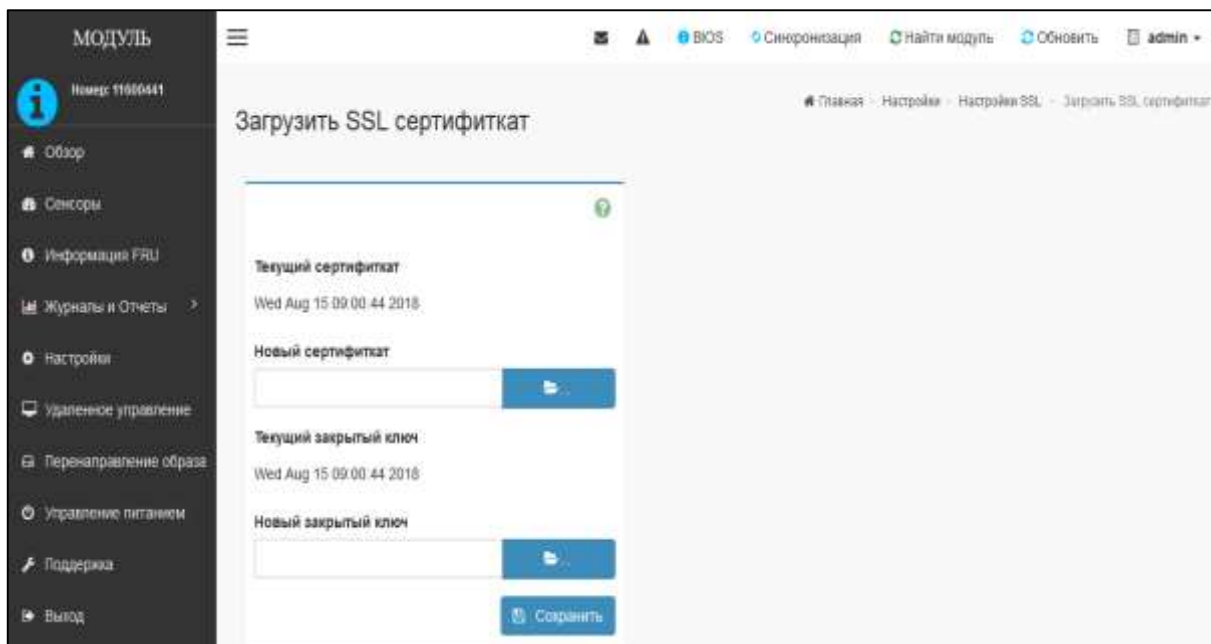 МОДУЛЬ
BIOS Синхронизация Найти модуль Обновить admin
Номер: 11600441
Главная Настройки Настройки SSL Загрузить SSL сертифиткат
Загрузить SSL сертифиткат
Обзор
Сенсоры
Информация FRU
Журналы и Отчеты >
Настройки
Удаленное управление
Перенаправление образа
Управление питанием
Поддержка
Выход
Текущий сертифиткат
Wed Aug 15 09:00:44 2018
Новый сертифиткат
...
Текущий закрытый ключ
Wed Aug 15 09:00:44 2018
Новый закрытый ключ
...
Сохранить